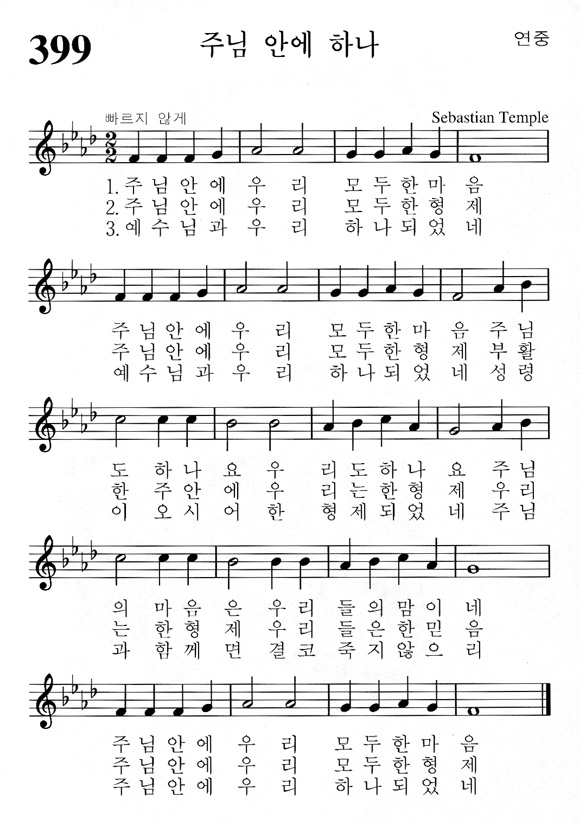 399 주님 안에 하나 연중
빠르지 않게 Sebastian Temple
2
2
1. 주 님 안 에 우 리 모 두 한 마 음
2. 주 님 안 에 우 리 모 두 한 형 제
3. 예 수 님 과 우 리 하 나 되 었 네
주 님 안 에 우 리 모 두 한 마 음 주 님
주 님 안 에 우 리 모 두 한 형 제 부 활
예 수 님 과 우 리 하 나 되 었 네 성 령
도 하 나 요 우 리 도 하 나 요 주 님
한 주 안 에 우 리 는 한 형 제 우 리
이 오 시 어 한 형 제 되 었 네 주 님
의 마 음 은 우 리 들 의 맘 이 네
는 한 형 제 우 리 들 은 한 믿 음
과 함 께 면 결 코 죽 지 않 으 리
주 님 안 에 우 리 모 두 한 마 음
주 님 안 에 우 리 모 두 한 형 제
주 님 안 에 우 리 하 나 되 었 네